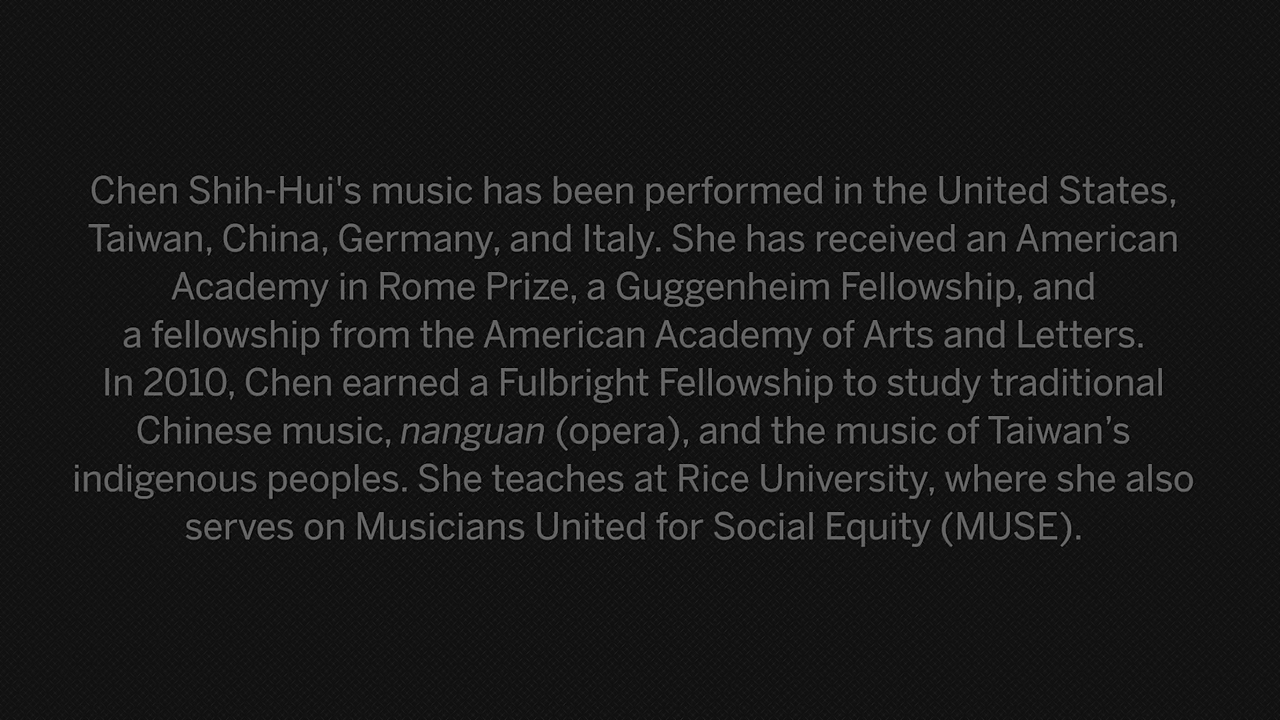 Chen Shih-Hui's music has been performed in the United States,
Taiwan, China, Germany, and Italy. She has received an American
Academy in Rome Prize, a Guggenheim Fellowship, and
a fellowship from the American Academy of Arts and Letters.
In 2010, Chen earned a Fulbright Fellowship to study traditional
Chinese music, nanguan (opera), and the music of Taiwan’s
indigenous peoples. She teaches at Rice University, where she also
serves on Musicians United for Social Equity (MUSE).